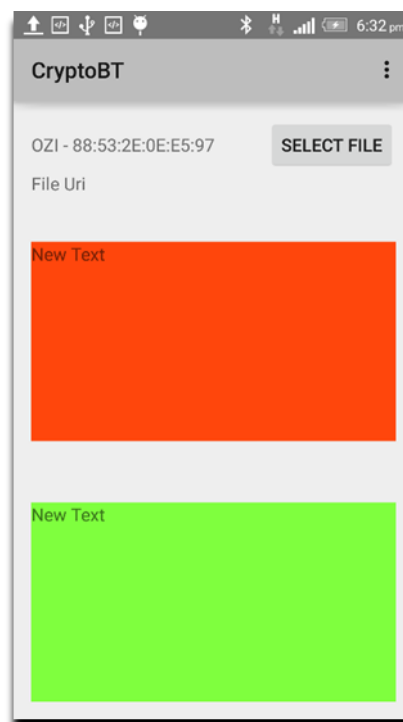 H
6:32 pm
CryptoBT
OZI - 88:53:2E:0E:E5:97
SELECT FILE
File Uri
New Text
New Text